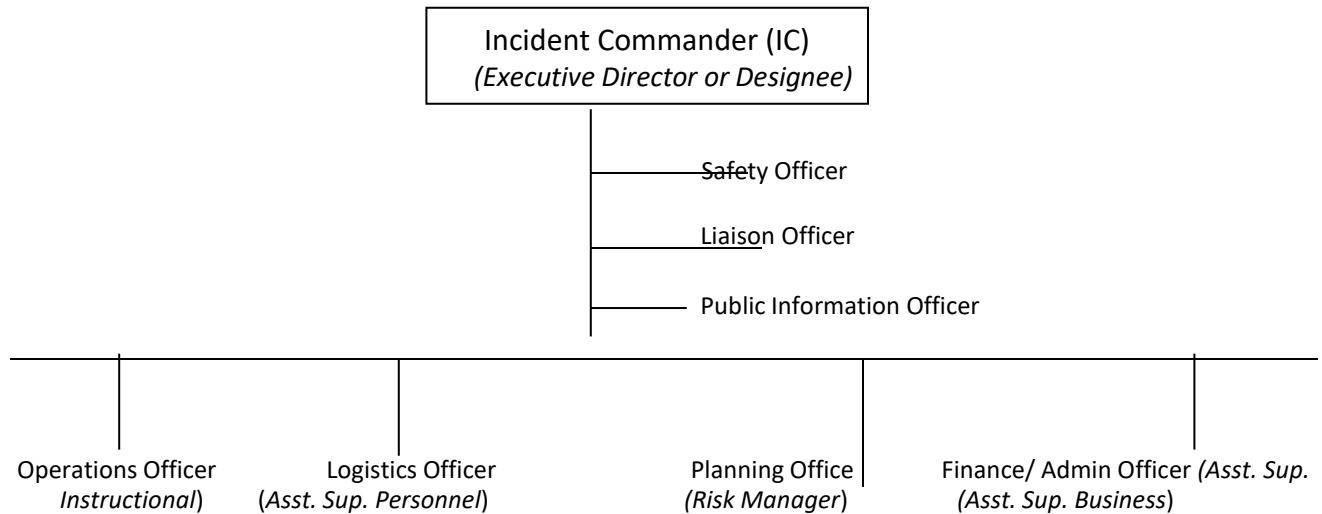 Incident Commander (IC)
(Executive Director or Designee)
Safety Officer
Liaison Officer
Public Information Officer
Operations Officer
Instructional)
Logistics Officer
(Asst. Sup. Personnel)
Planning Office
(Risk Manager)
Finance/ Admin Officer (Asst. Sup.
(Asst. Sup. Business)